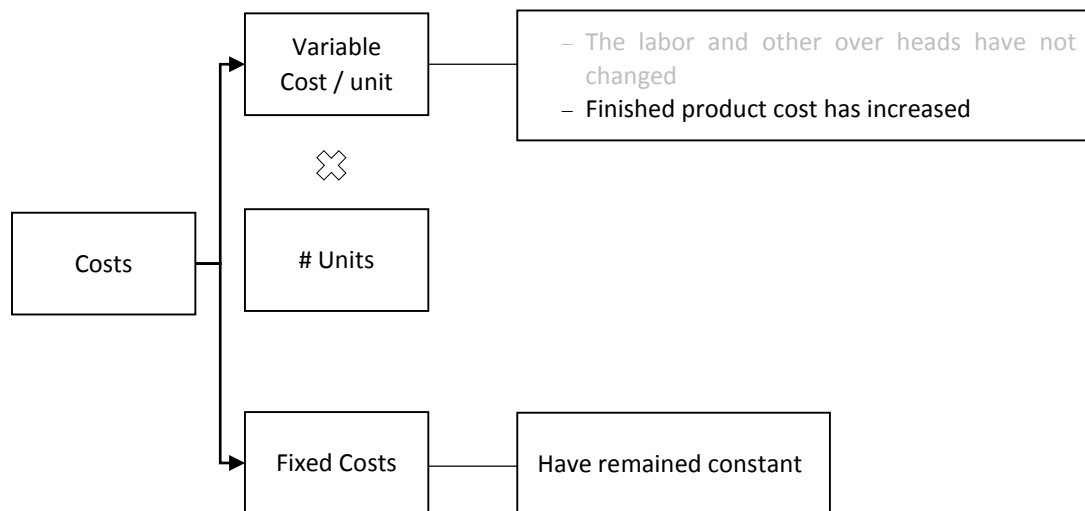 Variable
Cost / unit
– The labor and other over heads have not
changed
– Finished product cost has increased
Costs
# Units
Fixed Costs
Have remained constant